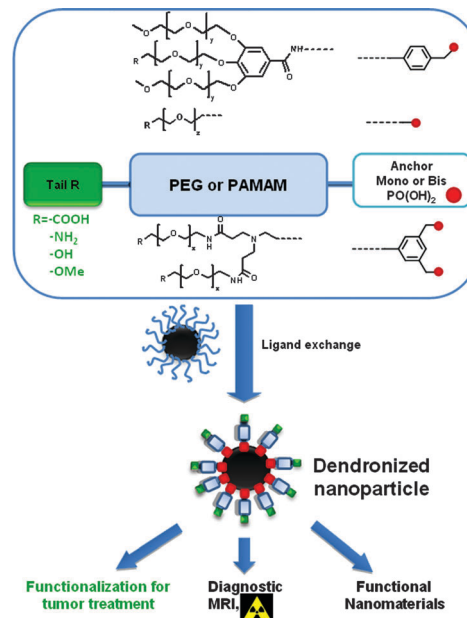 O
O
O
y
R
O
O
O
y
O
O
O
y
NH
O
R
O
z
Tail R
PEG or PAMAM
Anchor
Mono or Bis
PO(OH)₂
R=-COOH
-NH₂
-OH
-OMe
R
O
x
N
H
O
N
R
O
x
NH
O
Ligand exchange
Dendronized
nanoparticle
Functionalization for
tumor treatment
Diagnostic
MRI,
Functional
Nanomaterials